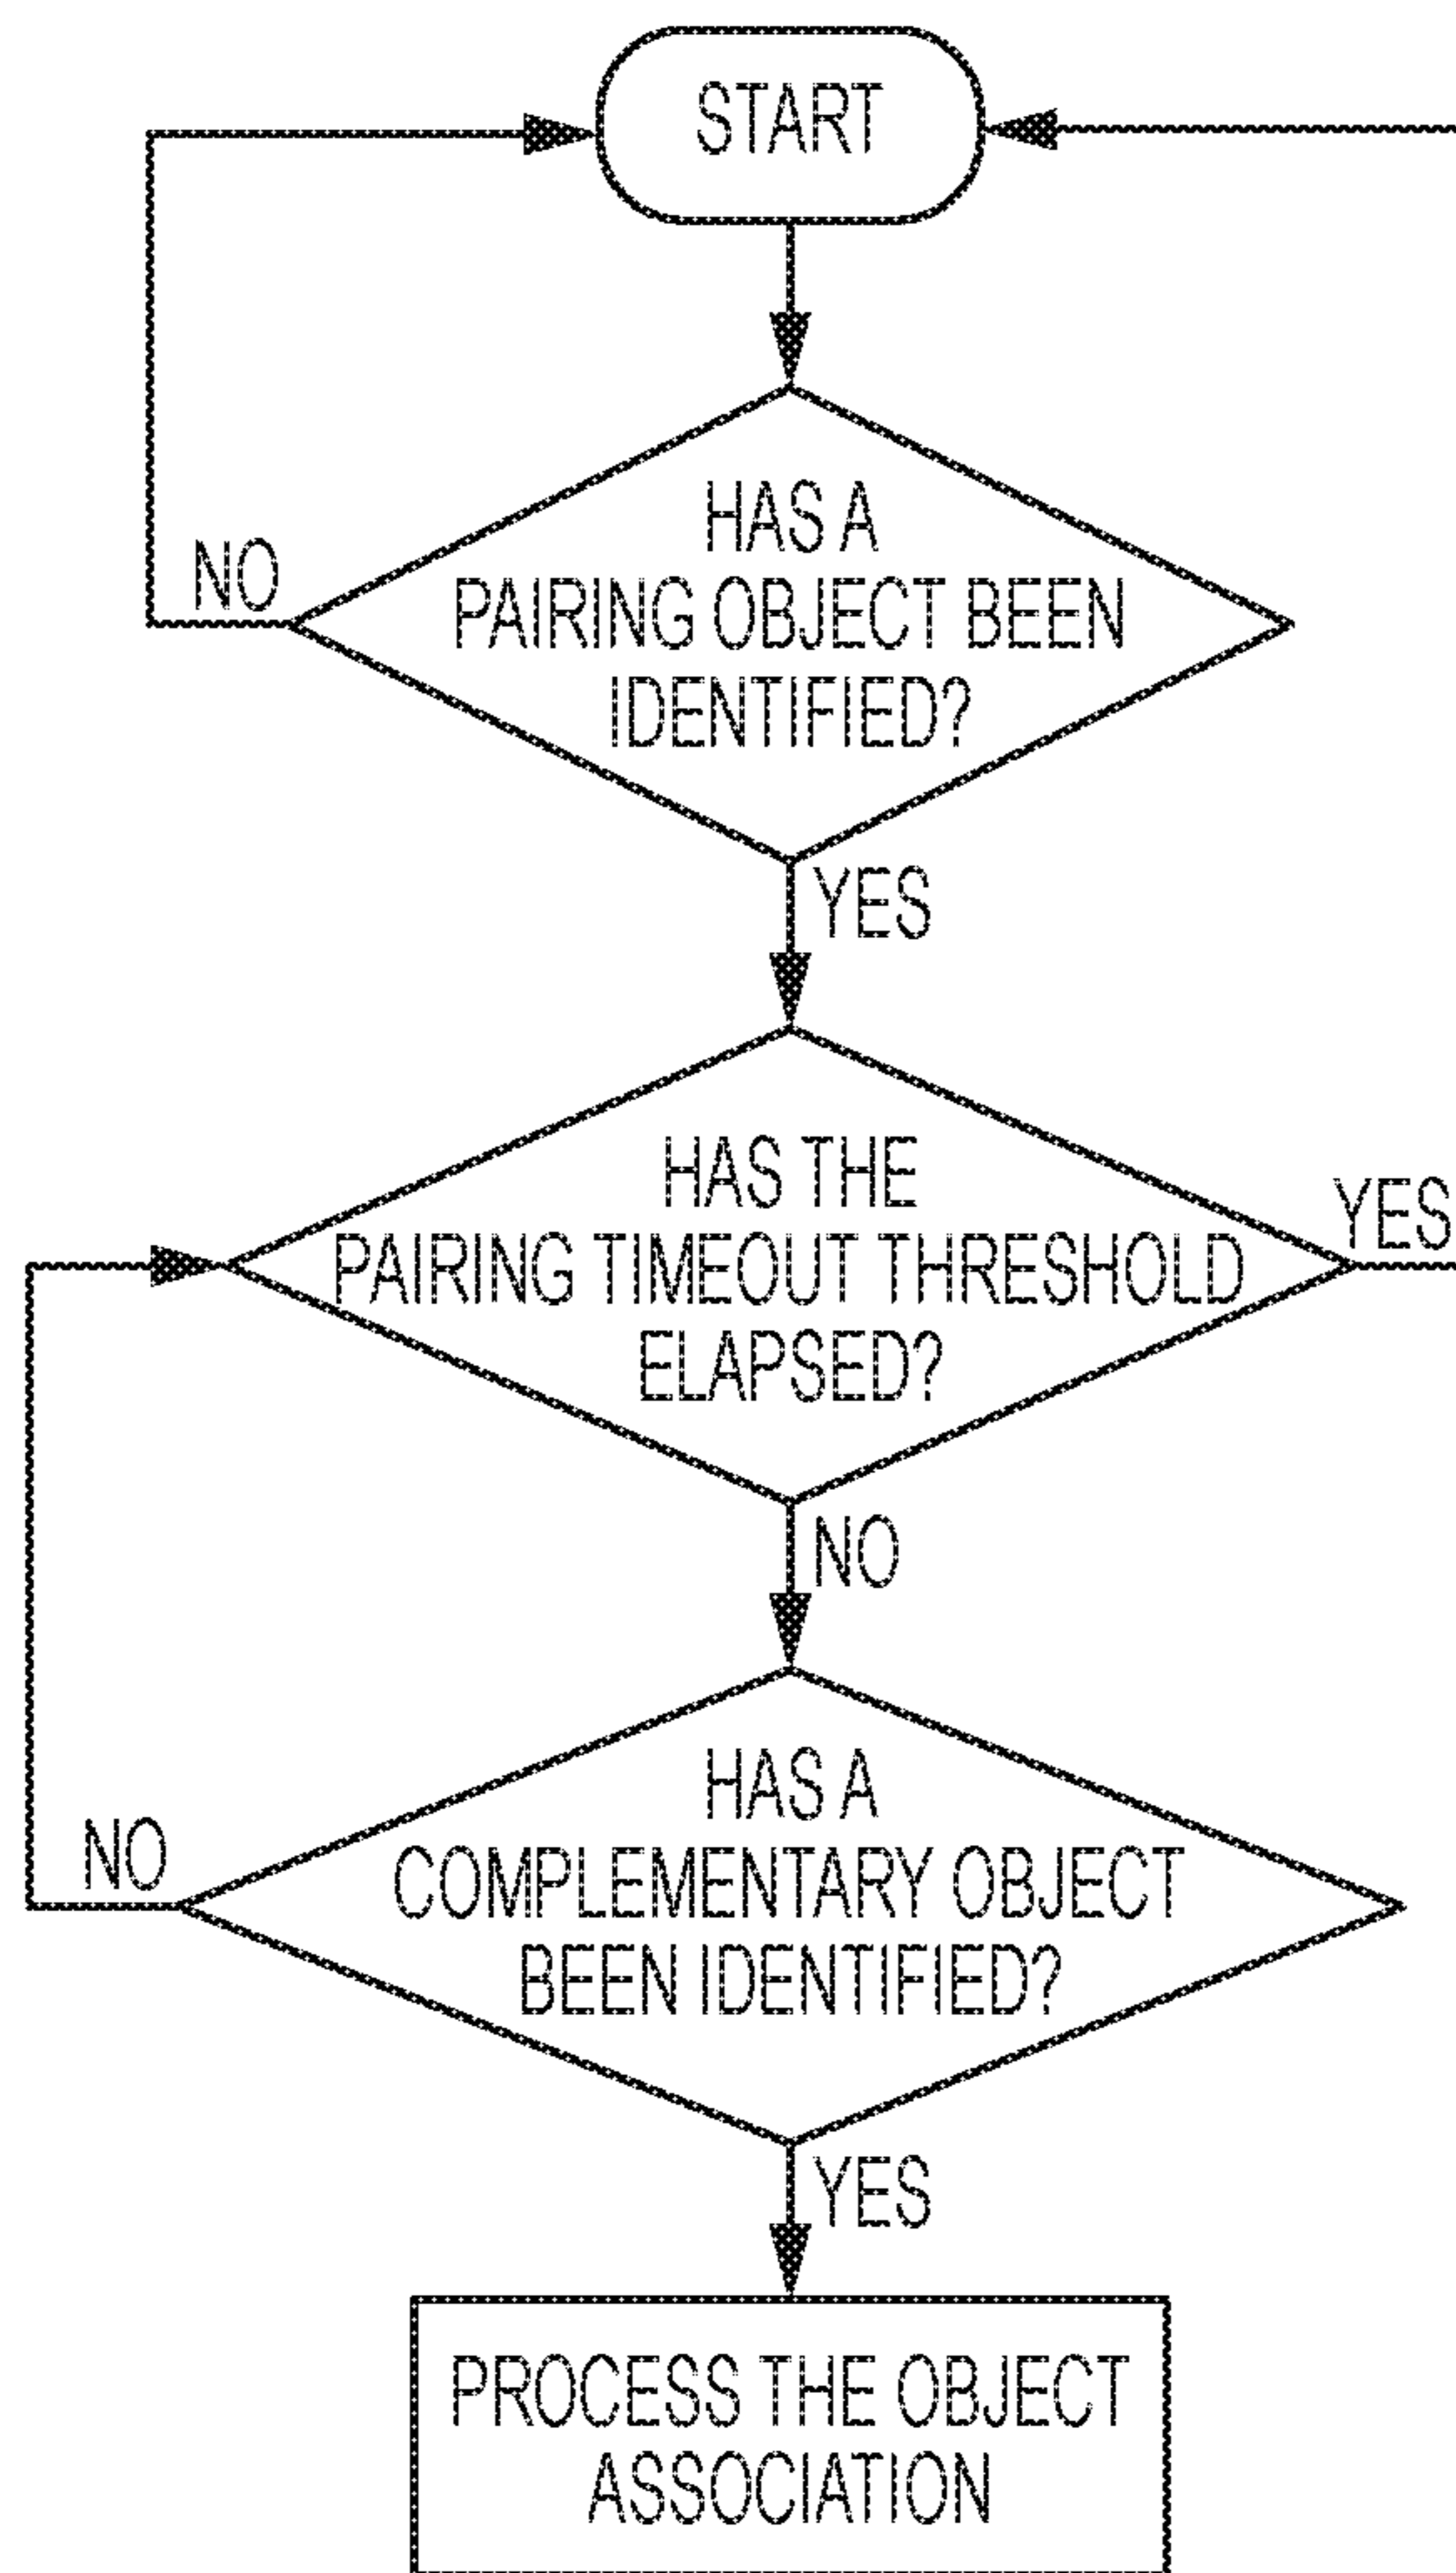 START
HAS A
PAIRING OBJECT BEEN
IDENTIFIED?
NO
YES
HAS THE
PAIRING TIMEOUT THRESHOLD
ELAPSED?
YES
NO
HAS A
COMPLEMENTARY OBJECT
BEEN IDENTIFIED?
NO
YES
PROCESS THE OBJECT
ASSOCIATION